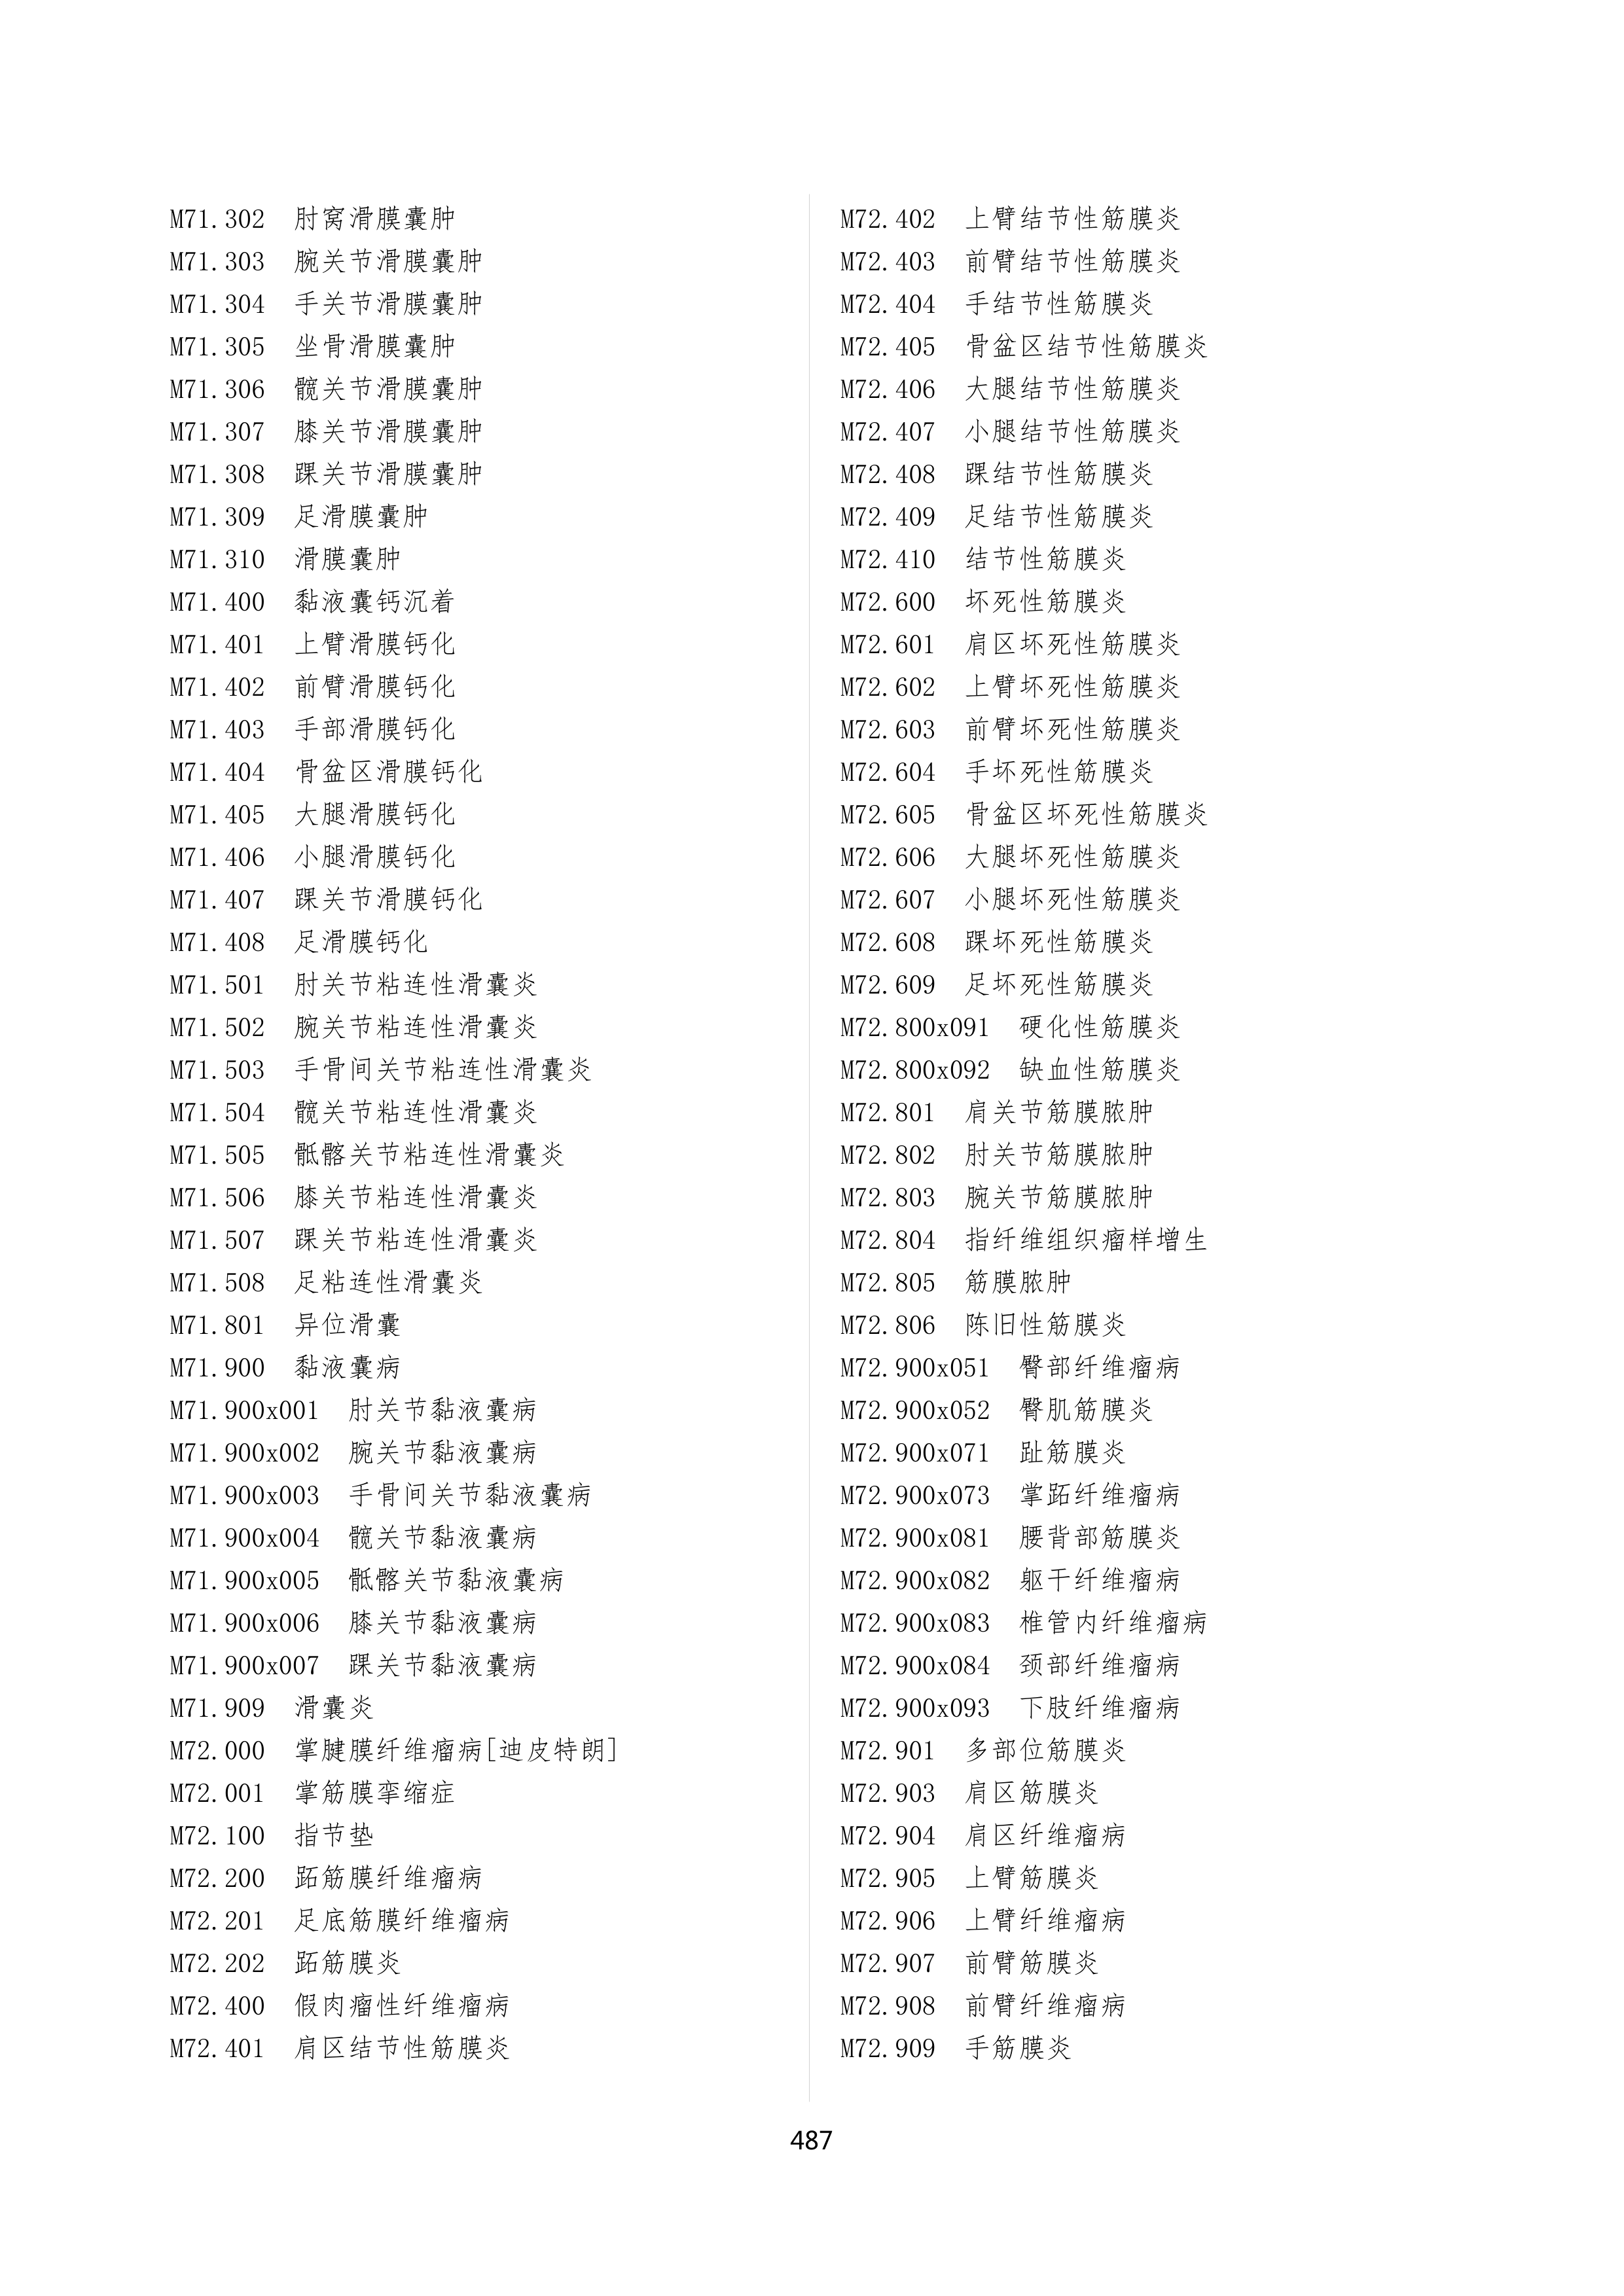 M71.302 肘窝滑膜囊肿
M71.303 腕关节滑膜囊肿
M71.304 手关节滑膜囊肿
M71.305 坐骨滑膜囊肿
M71.306 髋关节滑膜囊肿
M71.307 膝关节滑膜囊肿
M71.308 踝关节滑膜囊肿
M71.309 足滑膜囊肿
M71.310 滑膜囊肿
M71.400 黏液囊钙沉着
M71.401 上臂滑膜钙化
M71.402 前臂滑膜钙化
M71.403 手部滑膜钙化
M71.404 骨盆区滑膜钙化
M71.405 大腿滑膜钙化
M71.406 小腿滑膜钙化
M71.407 踝关节滑膜钙化
M71.408 足滑膜钙化
M71.501 肘关节粘连性滑囊炎
M71.502 腕关节粘连性滑囊炎
M71.503 手骨间关节粘连性滑囊炎
M71.504 髋关节粘连性滑囊炎
M71.505 骶髂关节粘连性滑囊炎
M71.506 膝关节粘连性滑囊炎
M71.507 踝关节粘连性滑囊炎
M71.508 足粘连性滑囊炎
M71.801 异位滑囊
M71.900 黏液囊病
M71.900x001 肘关节黏液囊病
M71.900x002 腕关节黏液囊病
M71.900x003 手骨间关节黏液囊病
M71.900x004 髋关节黏液囊病
M71.900x005 骶髂关节黏液囊病
M71.900x006 膝关节黏液囊病
M71.900x007 踝关节黏液囊病
M71.909 滑囊炎
M72.000 掌腱膜纤维瘤病[迪皮特朗]
M72.001 掌筋膜挛缩症
M72.100 指节垫
M72.200 跖筋膜纤维瘤病
M72.201 足底筋膜纤维瘤病
M72.202 跖筋膜炎
M72.400 假肉瘤性纤维瘤病
M72.401 肩区结节性筋膜炎
M72.402 上臂结节性筋膜炎
M72.403 前臂结节性筋膜炎
M72.404 手结节性筋膜炎
M72.405 骨盆区结节性筋膜炎
M72.406 大腿结节性筋膜炎
M72.407 小腿结节性筋膜炎
M72.408 踝结节性筋膜炎
M72.409 足结节性筋膜炎
M72.410 结节性筋膜炎
M72.600 坏死性筋膜炎
M72.601 肩区坏死性筋膜炎
M72.602 上臂坏死性筋膜炎
M72.603 前臂坏死性筋膜炎
M72.604 手坏死性筋膜炎
M72.605 骨盆区坏死性筋膜炎
M72.606 大腿坏死性筋膜炎
M72.607 小腿坏死性筋膜炎
M72.608 踝坏死性筋膜炎
M72.609 足坏死性筋膜炎
M72.800x091 硬化性筋膜炎
M72.800x092 缺血性筋膜炎
M72.801 肩关节筋膜脓肿
M72.802 肘关节筋膜脓肿
M72.803 腕关节筋膜脓肿
M72.804 指纤维组织瘤样增生
M72.805 筋膜脓肿
M72.806 陈旧性筋膜炎
M72.900x051 臀部纤维瘤病
M72.900x052 臀肌筋膜炎
M72.900x071 趾筋膜炎
M72.900x073 掌跖纤维瘤病
M72.900x081 腰背部筋膜炎
M72.900x082 躯干纤维瘤病
M72.900x083 椎管内纤维瘤病
M72.900x084 颈部纤维瘤病
M72.900x093 下肢纤维瘤病
M72.901 多部位筋膜炎
M72.903 肩区筋膜炎
M72.904 肩区纤维瘤病
M72.905 上臂筋膜炎
M72.906 上臂纤维瘤病
M72.907 前臂筋膜炎
M72.908 前臂纤维瘤病
M72.909 手筋膜炎
487